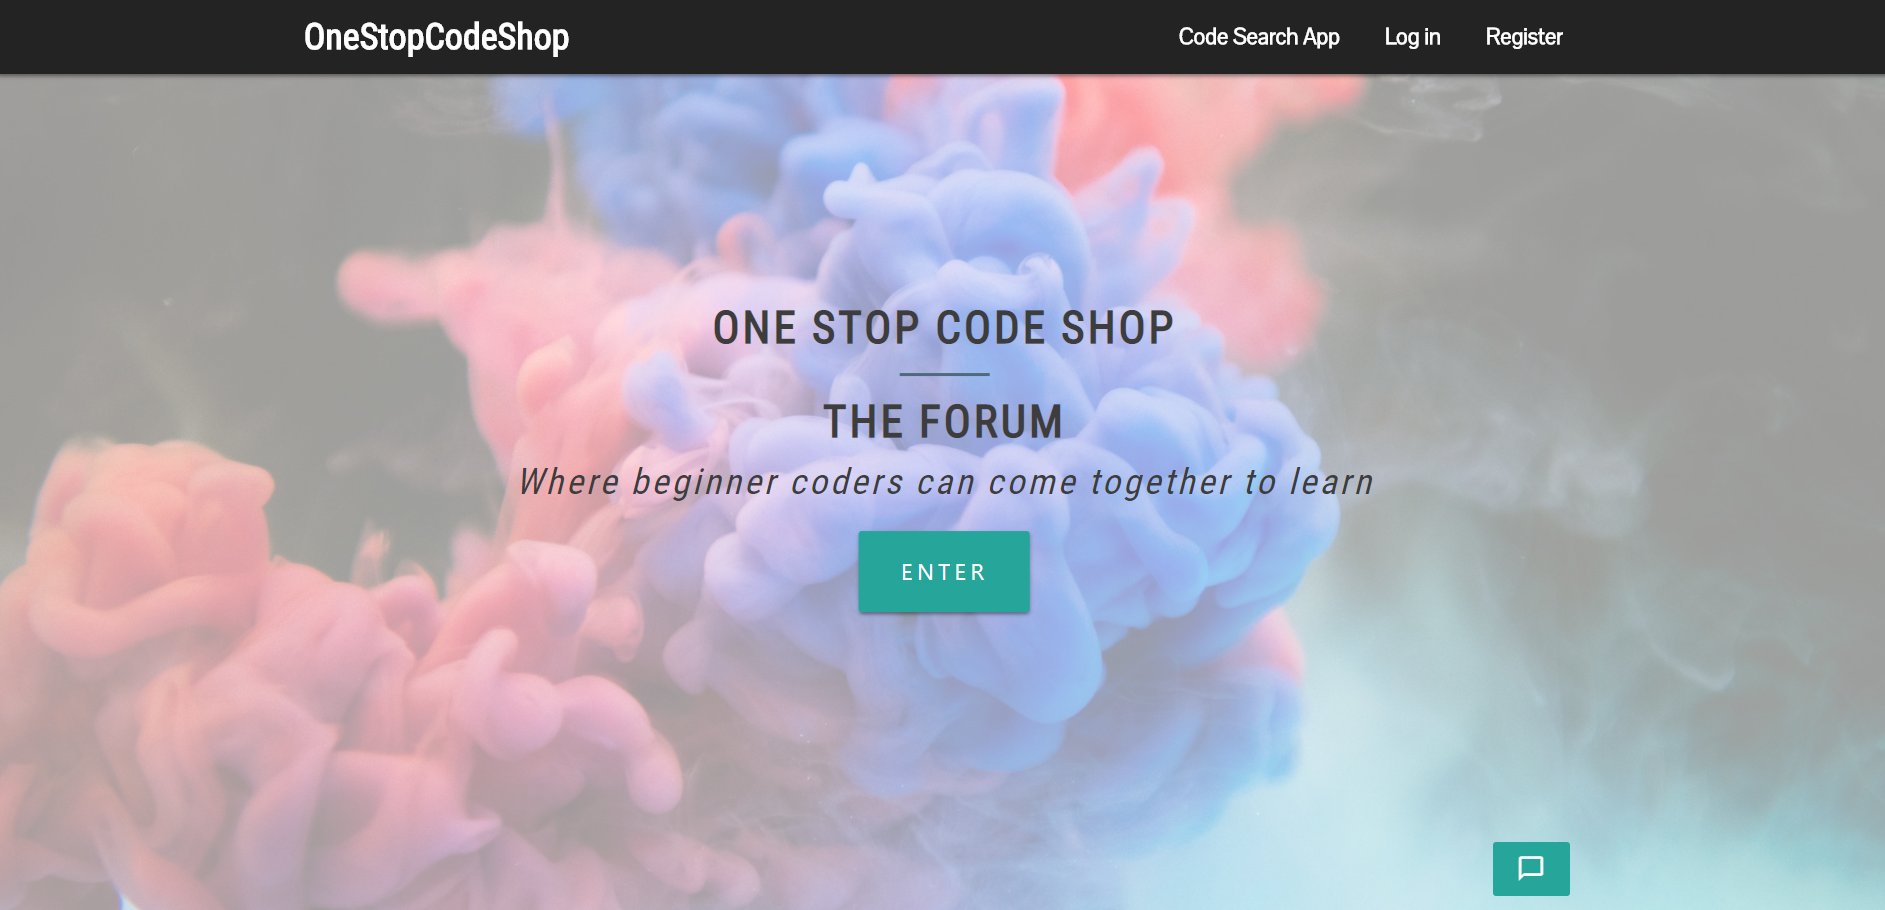 OneStopCodeShop
Code Search App
Log in
Register
ONE STOP CODE SHOP
THE FORUM
Where beginner coders can come together to learn
ENTER